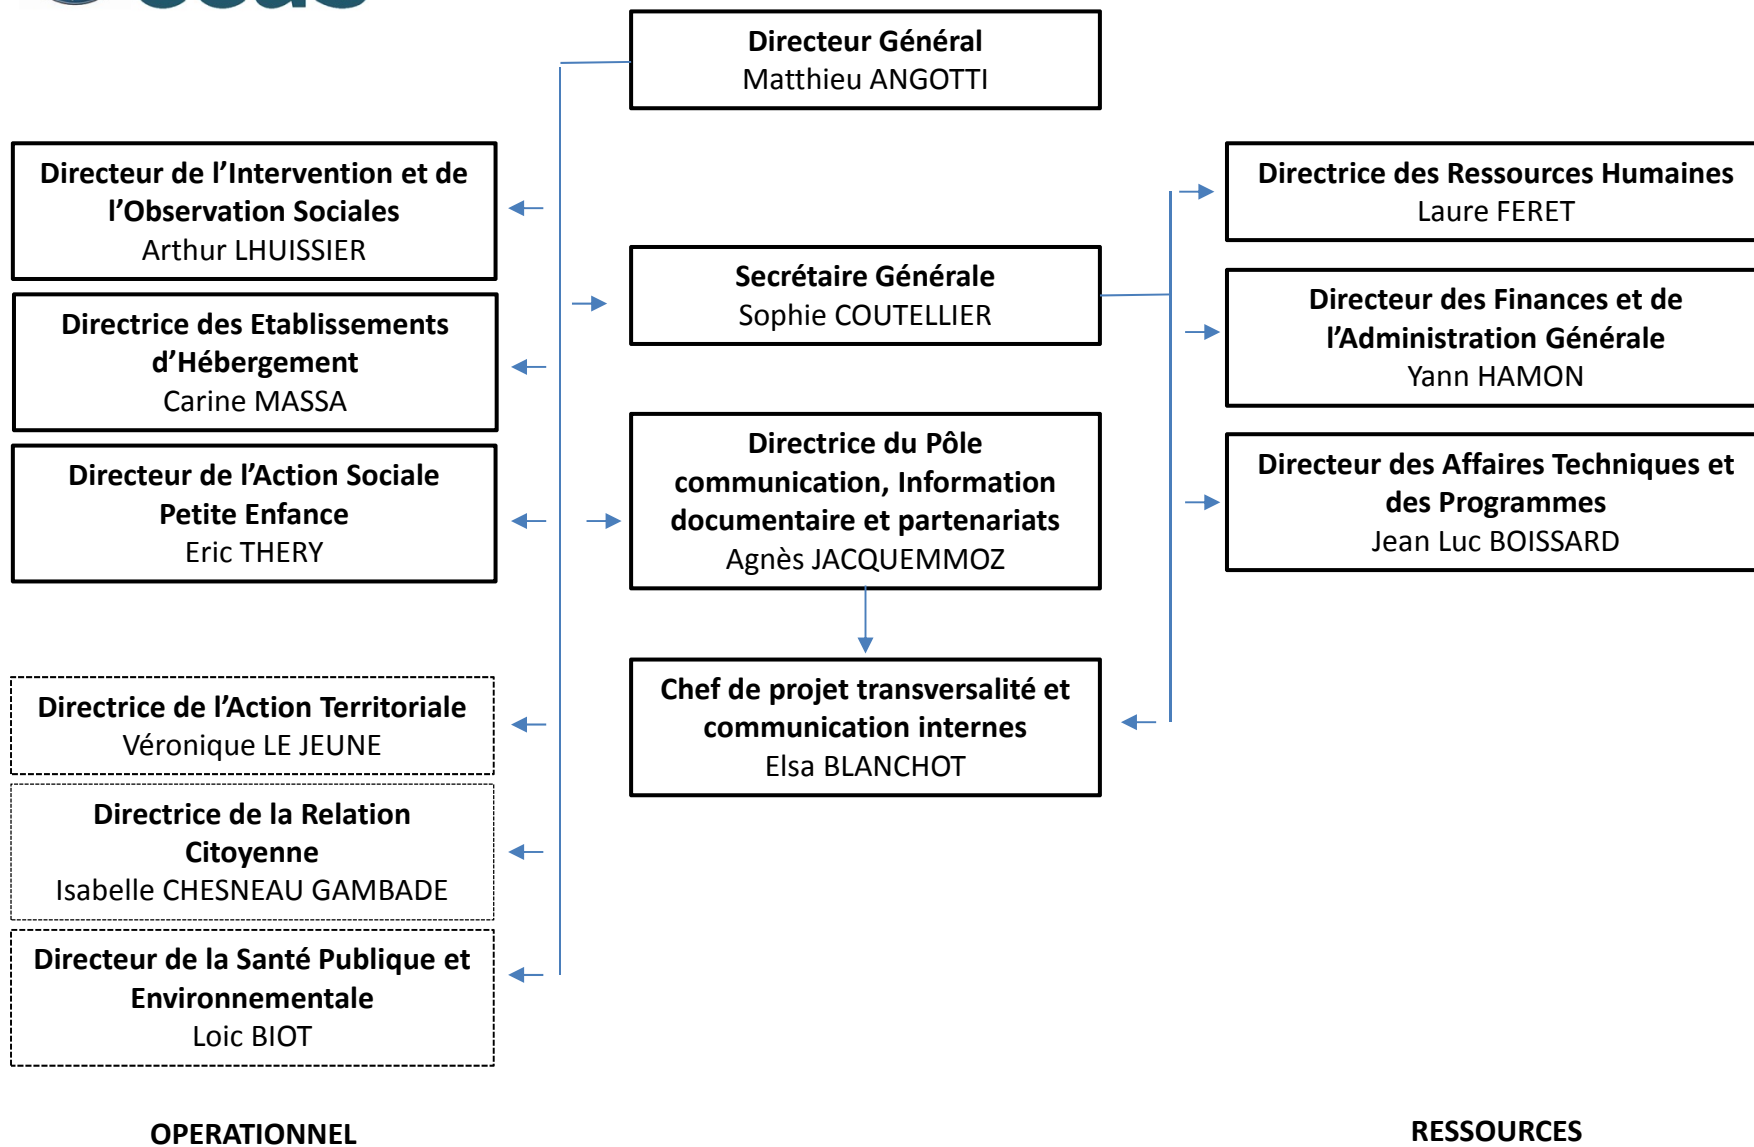 Directeur Général
Matthieu ANGOTTI
Directeur de l'Intervention et de
l'Observation Sociales
Arthur LHUISSIER
Directrice des Etablissements
d'Hébergement
Carine MASSA
Directeur de l'Action Sociale
Petite Enfance
Eric THERY
Directrice de l'Action Territoriale
Véronique LE JEUNE
Directrice de la Relation
Citoyenne
Isabelle CHESNEAU GAMBADE
Directeur de la Santé Publique et
Environnementale
Loic BIOT
OPERATIONNEL
Secrétaire Générale
Sophie COUTELLIER
Directrice du Pôle
communication, Information
documentaire et partenariats
Agnès JACQUEMMOZ
Chef de projet transversalité et
communication internes
Elsa BLANCHOT
Directrice des Ressources Humaines
Laure FERET
Directeur des Finances et de
l'Administration Générale
Yann HAMON
Directeur des Affaires Techniques et
des Programmes
Jean Luc BOISSARD
RESSOURCES